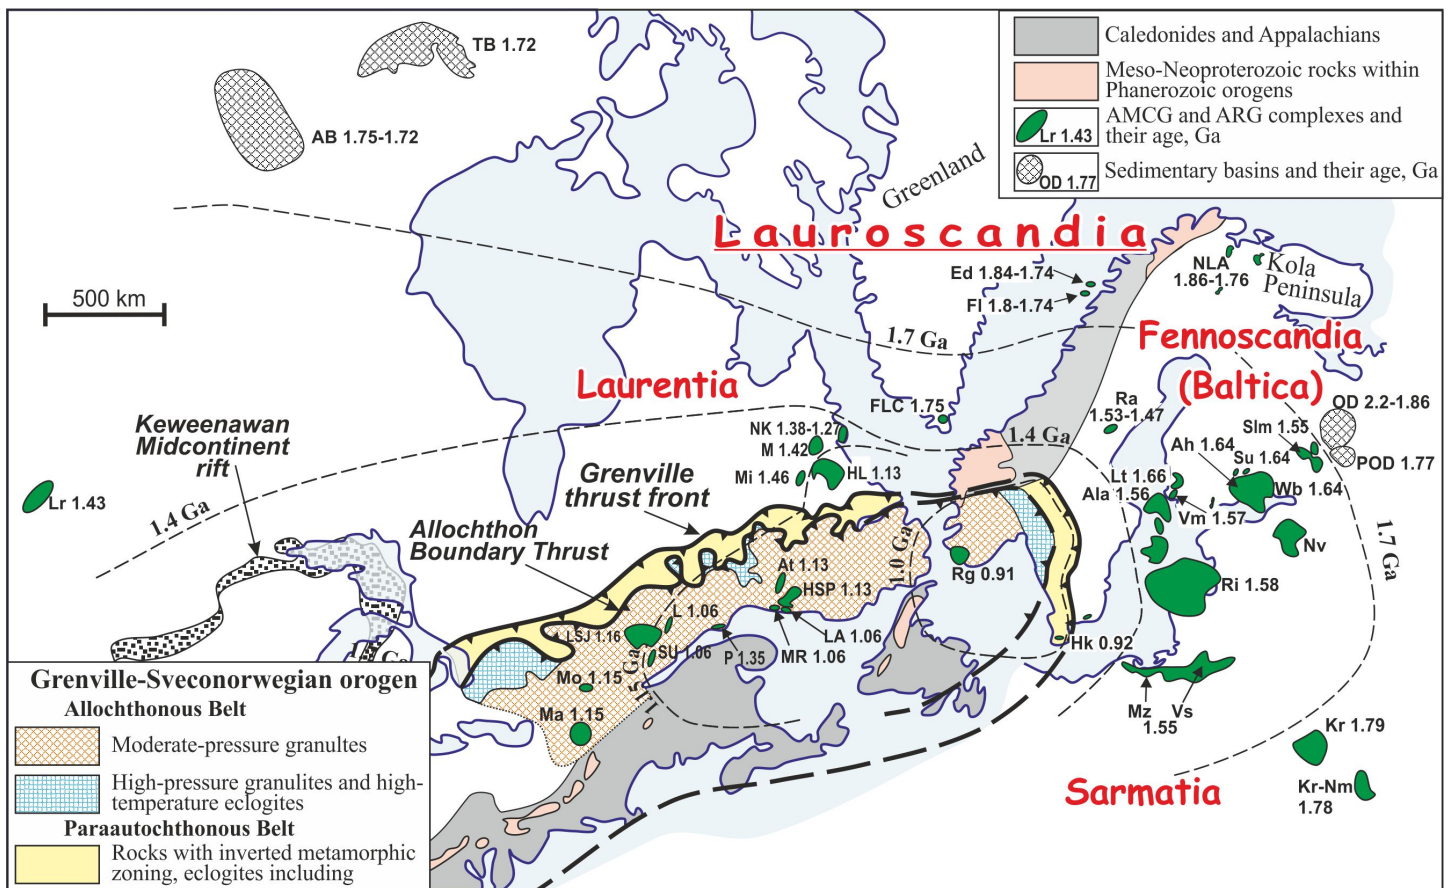 TB 1.72
AB 1.75-1.72
Caledonides and Appalachians
Meso-Neoproterozoic rocks within
Phanerozoic orogens
AMCG and ARG complexes and
their age, Ga
Lr 1.43
Sedimentary basins and their age, Ga
OD 1.77
Greenland
Lauroscandia
Ed 1.84-1.74
Fl 1.8-1.74
NLA
1.86-1.76
Kola
Peninsula
500 km
1.7 Ga
Fennoscandia
(Baltica)
Laurentia
FLC 1.75
Ra
1.53-1.47
OD 2.2-1.86
Slm 1.55
Keweenawan
Midcontinent
rift
NK 1.38-1.27
M 1.42
1.4 Ga
Ah 1.64
Su 1.64
POD 1.77
Grenville
thrust front
Mi 1.46
HL 1.13
Lt 1.66
Ala 1.56
Wb 1.64
Lr 1.43
1.4 Ga
Vm 1.57
Allochthon
Boundary Thrust
1.0 Ga
Nv
1.7 Ga
At 1.13
Rg 0.91
HSP 1.13
Ri 1.58
L 1.06
LSJ 1.16
LA 1.06
Hk 0.92
SU 1.06
P 1.35
MR 1.06
Ga
Mo 1.15
1.15 Ga
Ma 1.15
Mz
Vs
1.55
Kr 1.79
Sarmatia
Kr-Nm
1.78
Grenville-Sveconorwegian orogen
Allochthonous Belt
Moderate-pressure granultes
High-pressure granulites and high-
temperature eclogites
Paraautochthonous Belt
Rocks with inverted metamorphic
zoning, eclogites including